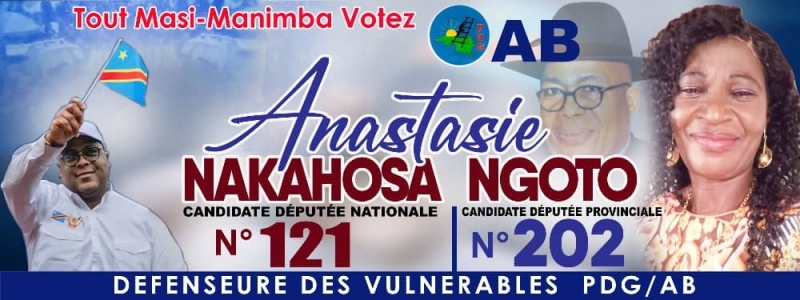 Tout Masi-Manimba Votez
PDG
AB
Anastasie
NAKAHOSA NGOTO
CANDIDATE DÉPUTÉE NATIONALE
N° 121
CANDIDATE DÉPUTÉE PROVINCIALE
N° 202
DEFENSEURE DES VULNERABLES PDG/AB